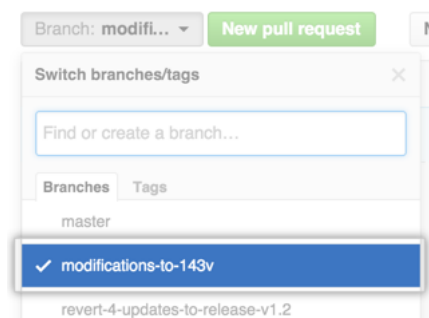 Branch: modifi... New pull request N
Switch branches/tags ×
Find or create a branch...
Branches Tags
master
✓ modifications-to-143v
revert-4-updates-to-release-v1.2